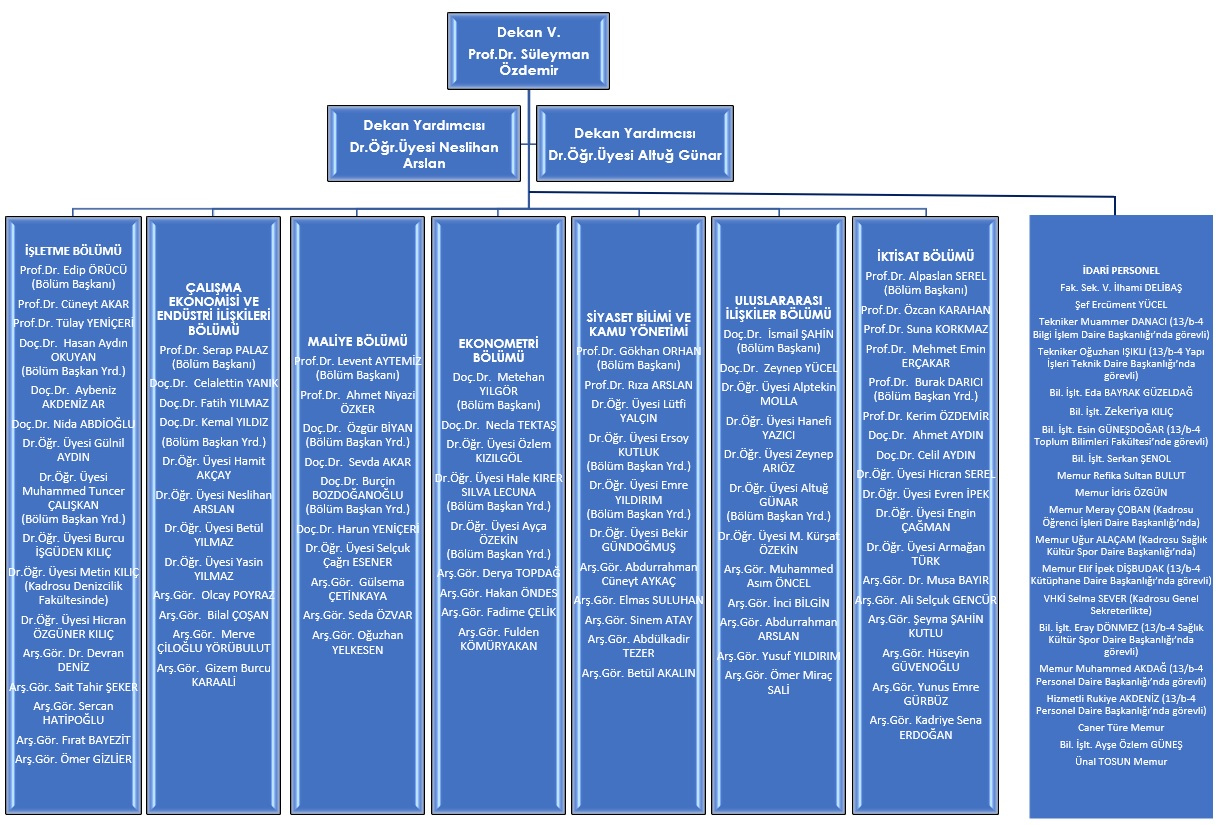 Dekan V.
Prof.Dr. Süleyman
Özdemir
Dekan Yardımcısı
Dr.Öğr.Üyesi Neslihan
Arslan
Dekan Yardımcısı
Dr.Öğr.Üyesi Altuğ Günar
İŞLETME BÖLÜMÜ
Prof.Dr. Edip ÖRÜCÜ
(Bölüm Başkanı)
Prof.Dr. Cüneyt AKAR
Prof.Dr. Tülay YENİÇERİ
Doç.Dr. Hasan Aydın
OKUYAN
(Bölüm Başkan Yrd.)
Doç.Dr. Aybeniz
AKDENİZ AR
Doç.Dr. Nida ABDİOĞLU
Dr.Öğr. Üyesi Gülnil
AYDIN
Dr.Öğr. Üyesi
Muhammed Tuncer
ÇALIŞKAN
(Bölüm Başkan Yrd.)
Dr.Öğr. Üyesi Burcu
İŞGÜDEN KILIÇ
Dr.Öğr. Üyesi Metin KILIÇ
(Kadrosu Denizcilik
Fakültesinde)
Dr.Öğr. Üyesi Hicran
ÖZGÜNER KILIÇ
Arş.Gör. Dr. Devran
DENİZ
Arş.Gör. Sait Tahir ŞEKER
Arş.Gör. Sercan
HATİPOĞLU
Arş.Gör. Fırat BAYEZİT
Arş.Gör. Ömer GİZLİER
ÇALIŞMA
EKONOMİSİ VE
ENDÜSTRİ İLİŞKİLERİ
BÖLÜMÜ
Prof.Dr. Serap PALAZ
(Bölüm Başkanı)
Doç.Dr. Celalettin YANIK
Doç.Dr. Fatih YILMAZ
Doç.Dr. Kemal YILDIZ
(Bölüm Başkan Yrd.)
Dr.Öğr. Üyesi Hamit
AKÇAY
Dr.Öğr. Üyesi Neslihan
ARSLAN
Dr.Öğr. Üyesi Betül
YILMAZ
Dr.Öğr. Üyesi Yasin
YILMAZ
Arş.Gör. Olcay POYRAZ
Arş.Gör. Bilal ÇOŞAN
Arş.Gör. Merve
ÇİLOĞLU YÖRÜBULUT
Arş.Gör. Gizem Burcu
KARAALİ
MALİYE BÖLÜMÜ
Prof.Dr. Levent AYTEMİZ
(Bölüm Başkanı)
Prof.Dr. Ahmet Niyazi
ÖZKER
Doç.Dr. Özgür BİYAN
(Bölüm Başkan Yrd.)
Doç.Dr. Sevda AKAR
Doç.Dr. Burçin
BOZDOĞANOĞLU
(Bölüm Başkan Yrd.)
Doç.Dr. Harun YENİÇERİ
Dr.Öğr. Üyesi Selçuk
Çağrı ESENER
Arş.Gör. Gülsema
ÇETİNKAYA
Arş.Gör. Seda ÖZVAR
Arş.Gör. Oğuzhan
YELKESEN
EKONOMETRİ
BÖLÜMÜ
Doç.Dr. Metehan
YILGÖR
(Bölüm Başkanı)
Doç.Dr. Necla TEKTAŞ
Dr.Öğr. Üyesi Özlem
KIZILGÖL
Dr.Öğr. Üyesi Hale KIRER
SILVA LECUNA
(Bölüm Başkan Yrd.)
Dr.Öğr. Üyesi Ayça
ÖZEKİN
(Bölüm Başkan Yrd.)
Arş.Gör. Derya TOPDAĞ
Arş.Gör. Hakan ÖNDES
Arş.Gör. Fadime ÇELİK
Arş.Gör. Fulden
KÖMÜRYAKAN
SİYASET BİLİMİ VE
KAMU YÖNETİMİ
Prof.Dr. Gökhan ORHAN
(Bölüm Başkanı)
Prof.Dr. Rıza ARSLAN
Dr.Öğr. Üyesi Lütfi
YALÇIN
Dr.Öğr. Üyesi Ersoy
KUTLUK
(Bölüm Başkan Yrd.)
Dr.Öğr. Üyesi Emre
YILDIRIM
(Bölüm Başkan Yrd.)
Dr.Öğr. Üyesi Bekir
GÜNDOĞMUŞ
Arş.Gör. Abdurrahman
Cüneyt AYKAÇ
Arş.Gör. Elmas SULUHAN
Arş.Gör. Sinem ATAY
Arş.Gör. Abdülkadir
TEZER
Arş.Gör. Betül AKALIN
ULUSLARARASI
İLİŞKİLER BÖLÜMÜ
Doç.Dr. İsmail ŞAHİN
(Bölüm Başkanı)
Doç.Dr. Zeynep YÜCEL
Dr.Öğr. Üyesi Alptekin
MOLLA
Dr.Öğr. Üyesi Hanefi
YAZICI
Dr.Öğr. Üyesi Zeynep
ARIÖZ
Dr.Öğr. Üyesi Altuğ
GÜNAR
(Bölüm Başkan Yrd.)
Dr.Öğr. Üyesi M. Kürşat
ÖZEKİN
Arş.Gör. Muhammed
Asım ÖNCEL
Arş.Gör. İnci BİLGİN
Arş.Gör. Abdurrahman
ARSLAN
Arş.Gör. Yusuf YILDIRIM
Arş.Gör. Ömer Miraç
SALİ
İKTİSAT BÖLÜMÜ
Prof.Dr. Alpaslan SEREL
(Bölüm Başkanı)
Prof.Dr. Özcan KARAHAN
Prof.Dr. Suna KORKMAZ
Prof.Dr. Mehmet Emin
ERÇAKAR
Prof.Dr. Burak DARICI
(Bölüm Başkan Yrd.)
Prof.Dr. Kerim ÖZDEMİR
Doç.Dr. Ahmet AYDIN
Doç.Dr. Celil AYDIN
Dr.Öğr. Üyesi Hicran SEREL
Dr.Öğr. Üyesi Evren İPEK
Dr.Öğr. Üyesi Engin
ÇAĞMAN
Dr.Öğr. Üyesi Armağan
TÜRK
Arş.Gör. Dr. Musa BAYIR
Arş.Gör. Ali Selçuk GENCÜR
Arş.Gör. Şeyma ŞAHİN
KUTLU
Arş.Gör. Hüseyin
GÜVENOĞLU
Arş.Gör. Yunus Emre
GÜRBÜZ
Arş.Gör. Kadriye Sena
ERDOĞAN
İDARİ PERSONEL
Fak. Sek. V. İlhami DELİBAŞ
Şef Ercüment YÜCEL
Tekniker Muammer DANACI (13/b-4
Bilgi İşlem Daire Başkanlığı'nda görevli)
Tekniker Oğuzhan IŞIKLI (13/b-4 Yapı
İşleri Teknik Daire Başkanlığı'nda
görevli)
Bil. İşlt. Eda BAYRAK GÜZELDAĞ
Bil. İşlt. Zekeriya KILIÇ
Bil. İşlt. Esin GÜNEŞDOĞAR (13/b-4
Toplum Bilimleri Fakültesi'nde görevli)
Bil. İşlt. Serkan ŞENOL
Memur Refika Sultan BULUT
Memur İdris ÖZGÜN
Memur Meray ÇOBAN (Kadrosu
Öğrenci İşleri Daire Başkanlığı'nda)
Memur Uğur ALAÇAM (Kadrosu Sağlık
Kültür Spor Daire Başkanlığı'nda)
Memur Elif İpek DİŞBUDAK (13/b-4
Kütüphane Daire Başkanlığı'nda görevli)
VHKİ Selma SEVER (Kadrosu Genel
Sekreterlikte)
Bil. İşlt. Eray DÖNMEZ (13/b-4 Sağlık
Kültür Spor Daire Başkanlığı'nda
görevli)
Memur Muhammed AKDAĞ (13/b-4
Personel Daire Başkanlığı'nda görevli)
Hizmetli Rukiye AKDENİZ (13/b-4
Personel Daire Başkanlığı'nda görevli)
Caner Türe Memur
Bil. İşlt. Ayşe Özlem GÜNEŞ
Ünal TOSUN Memur